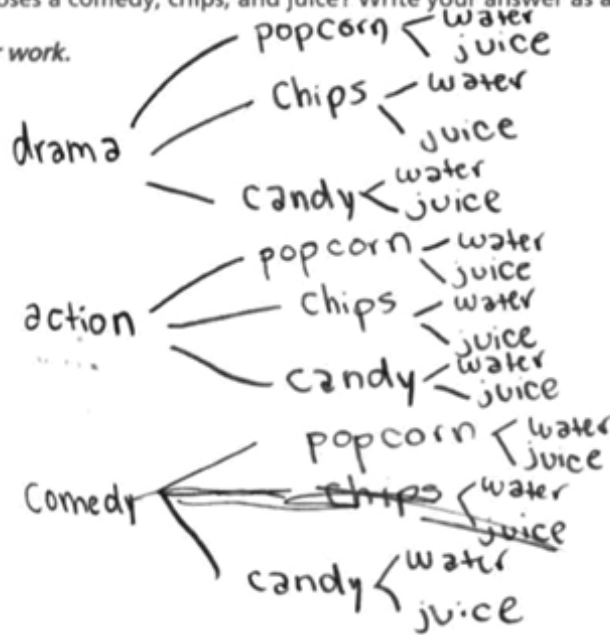 oses a comedy, chips, and juice? Write your answer as a
work.
popcorn water
juice
Chips water
juice
drama
candy water
juice
popcorn water
juice
action chips water
juice
candy water
juice
popcorn water
juice
Comedy chips water
juice
candy water
juice